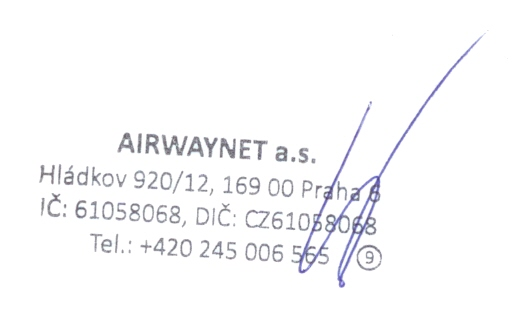 AIRWAYNET a.s.
Hládkov 920/12, 169 00 Praha 6
IČ: 61058068, DIČ: CZ61058068
Tel.: +420 245 006 565 9